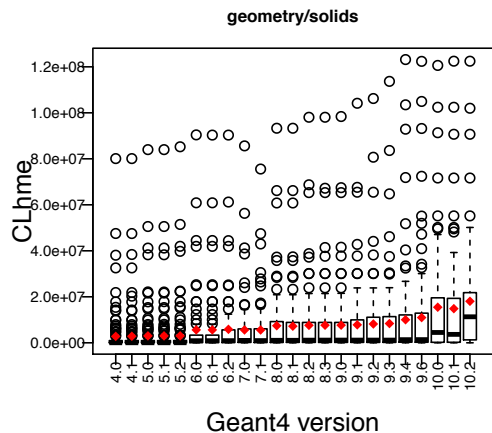 geometry/solids
CLhme
1.2e+08
1.0e+08
8.0e+07
6.0e+07
4.0e+07
2.0e+07
0.0e+00
4.0 4.1 5.0 5.1 5.2 6.0 6.1 6.2 7.0 7.1 8.0 8.1 8.2 8.3 9.0 9.1 9.2 9.3 9.4 9.6 10.0 10.1 10.2
Geant4 version